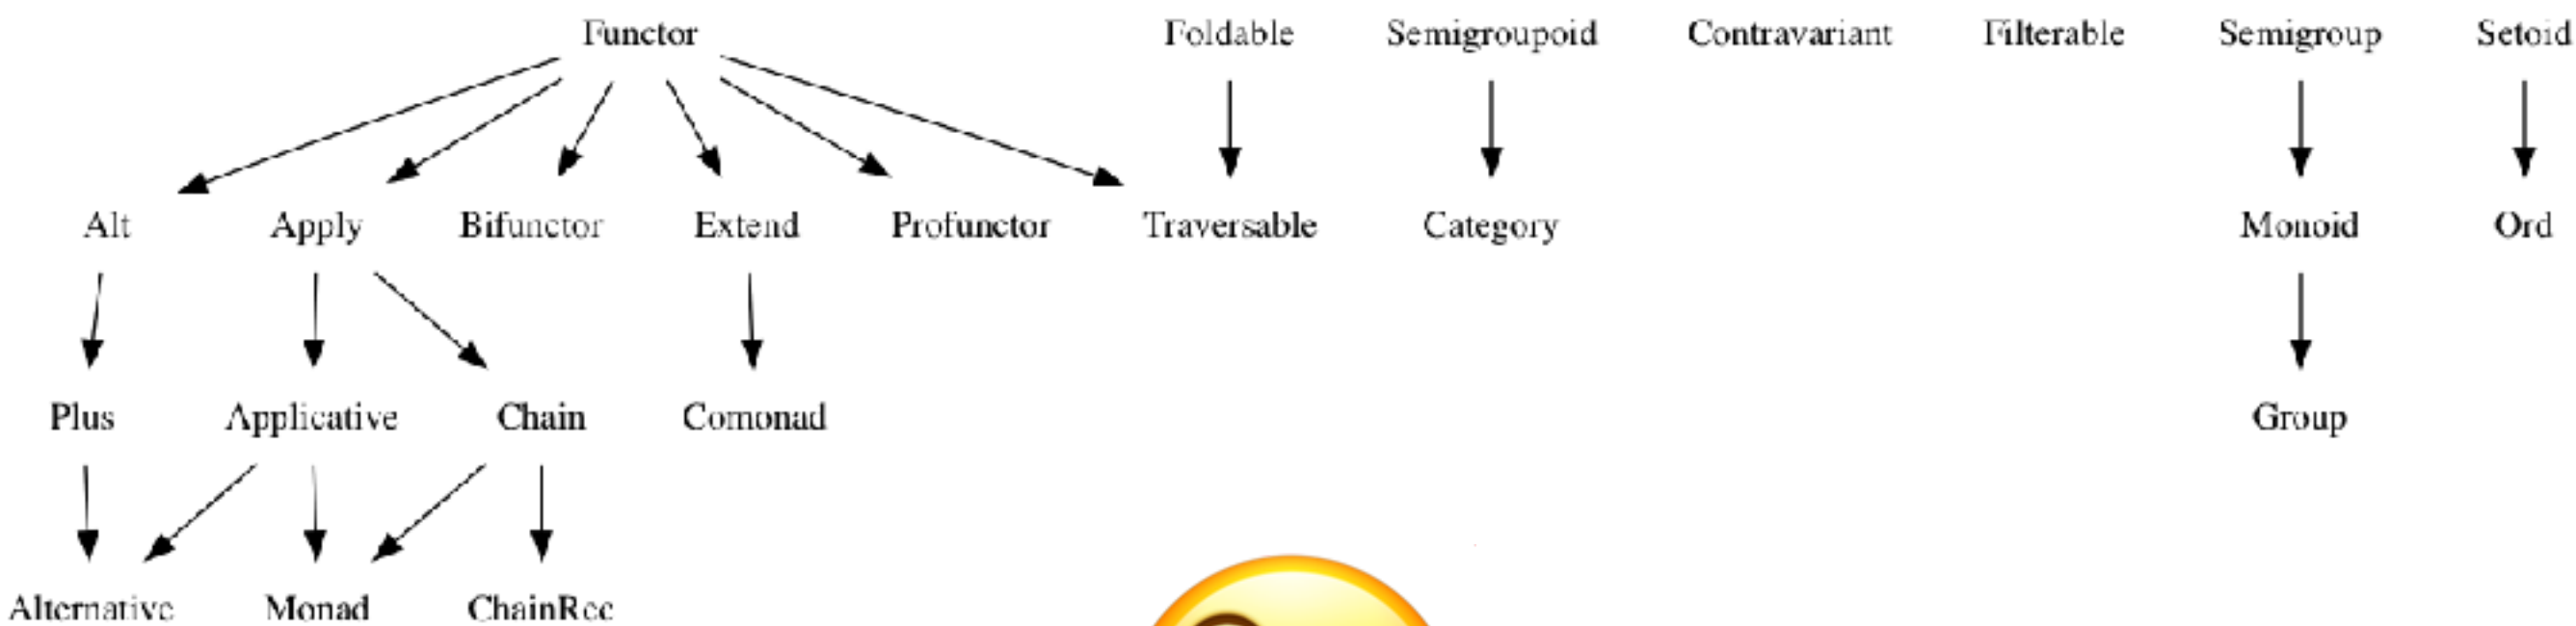 Functor Foldable Semigroupoid Contravariant Filterable Semigroup Setoid
Alt Apply Bifunctor Extend Profunctor Traversable Category Monoid Ord
Plus Applicative Chain Comonad Group
Alternative Monad ChainRec